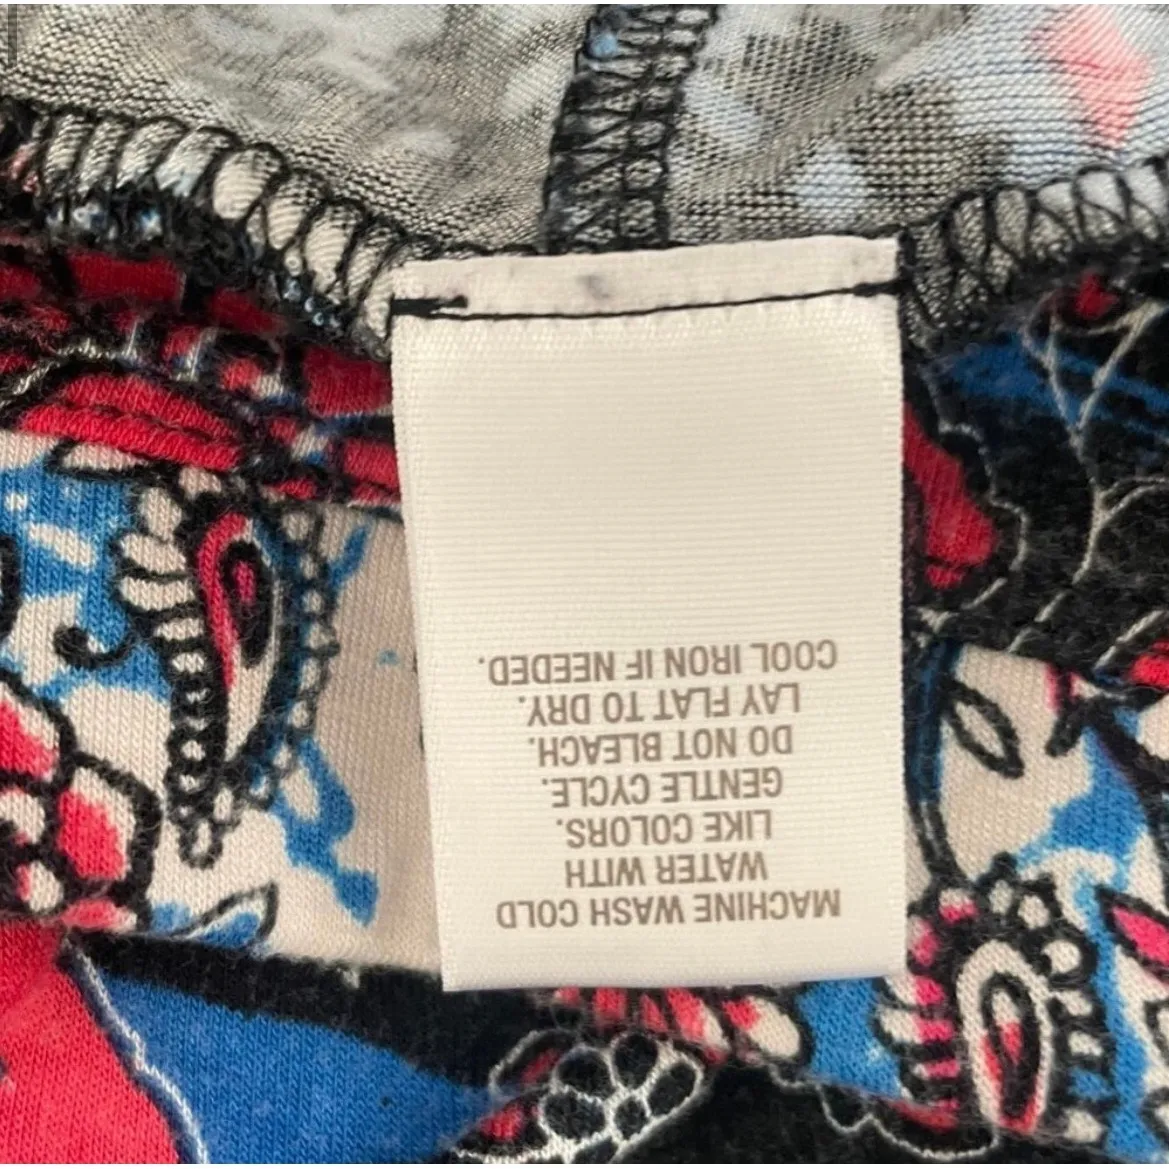 MACHINE WASH COLD
WATER WITH
LIKE COLORS.
GENTLE CYCLE.
DO NOT BLEACH.
LAY FLAT TO DRY.
COOL IRON IF NEEDED.